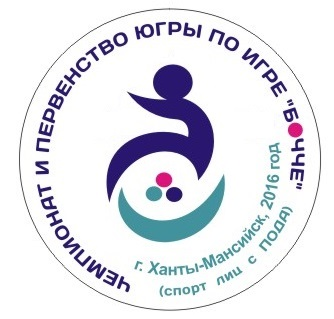 ЧЕМПИОНАТ И ПЕРВЕНСТВО ЮГРЫ ПО ИГРЕ "БОЧЧЕ"
г. Ханты-Мансийск, 2016 год
(спорт лиц с ПОДА)